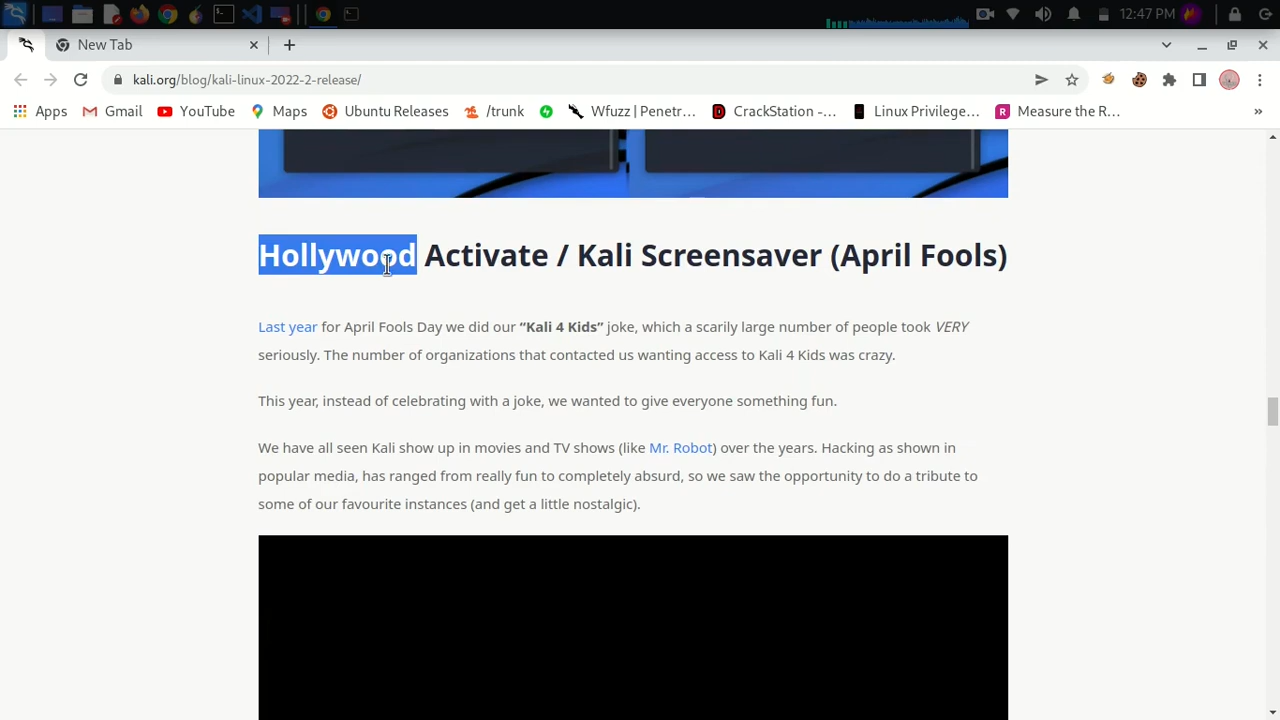 12:47 PM
New Tab
kali.org/blog/kali-linux-2022-2-release/
Apps Gmail YouTube Maps Ubuntu Releases /trunk Wfuzz | Penetr... CrackStation -... Linux Privilege... Measure the R... »
Hollywood Activate / Kali Screensaver (April Fools)
Last year for April Fools Day we did our “Kali 4 Kids” joke, which a scarily large number of people took VERY
seriously. The number of organizations that contacted us wanting access to Kali 4 Kids was crazy.
This year, instead of celebrating with a joke, we wanted to give everyone something fun.
We have all seen Kali show up in movies and TV shows (like Mr. Robot) over the years. Hacking as shown in
popular media, has ranged from really fun to completely absurd, so we saw the opportunity to do a tribute to
some of our favourite instances (and get a little nostalgic).